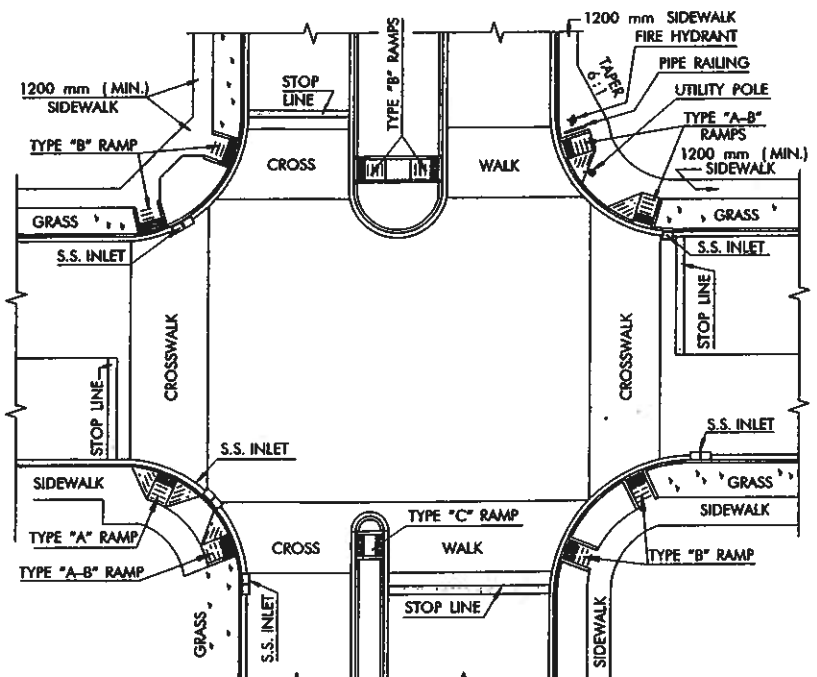 1200 mm SIDEWALK
FIRE HYDRANT
PIPE RAILING
TAPER
6:1
UTILITY POLE
1200 mm (MIN.)
SIDEWALK
STOP
LINE
TYPE "B" RAMPS
TYPE "A-B"
RAMPS
TYPE "B" RAMP
CROSS
WALK
1200 mm (MIN.)
SIDEWALK
GRASS
GRASS
S.S. INLET
S.S. INLET
STOP LINE
CROSSWALK
CROSSWALK
STOP LINE
S.S. INLET
S.S. INLET
SIDEWALK
GRASS
SIDEWALK
TYPE "C" RAMP
TYPE "A" RAMP
CROSS
WALK
TYPE "B" RAMP
TYPE "A-B" RAMP
STOP LINE
GRASS
S.S. INLET
SIDEWALK